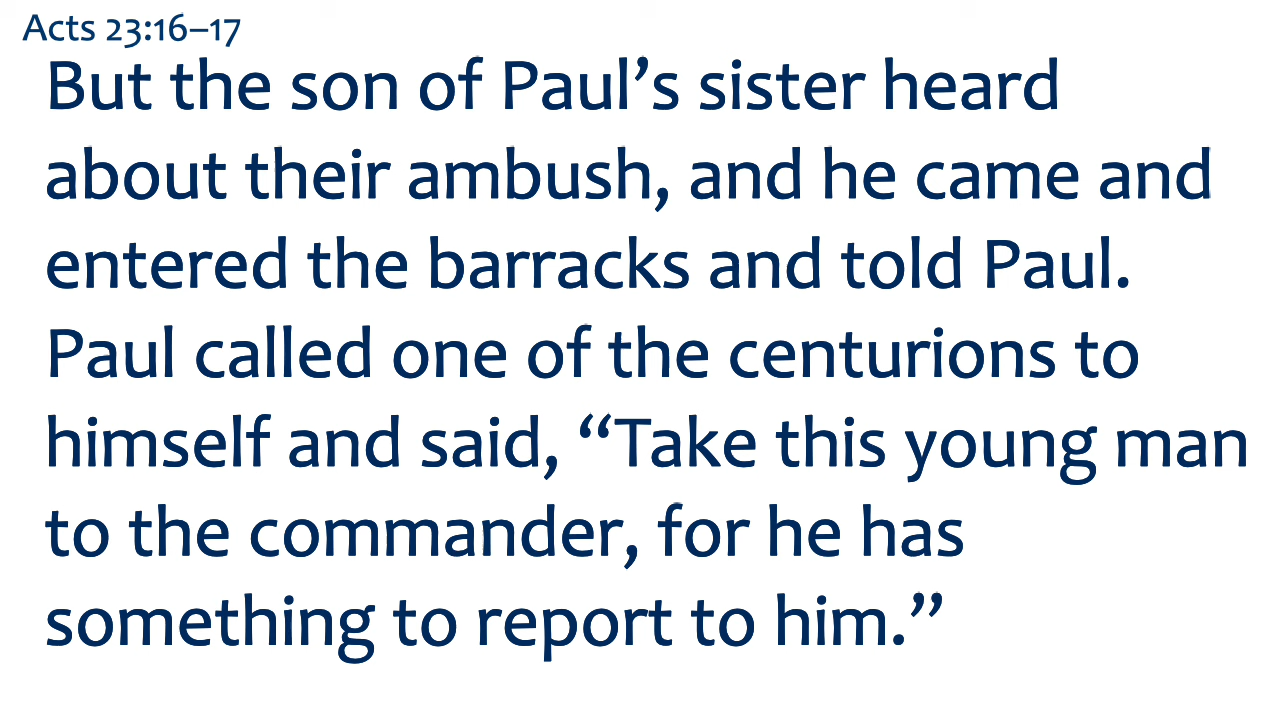 Acts 23:16–17
But the son of Paul’s sister heard
about their ambush, and he came and
entered the barracks and told Paul.
Paul called one of the centurions to
himself and said, “Take this young man
to the commander, for he has
something to report to him.”